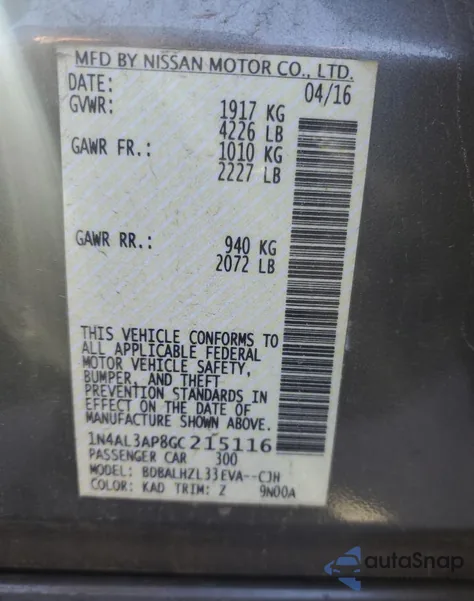 MFD BY NISSAN MOTOR CO., LTD.
DATE: 04/16
GVWR: 1917 KG
4226 LB
GAWR FR.: 1010 KG
2227 LB
GAWR RR.: 940 KG
2072 LB
THIS VEHICLE CONFORMS TO
ALL APPLICABLE FEDERAL
MOTOR VEHICLE SAFETY,
BUMPER, AND THEFT
PREVENTION STANDARDS IN
EFFECT ON THE DATE OF
MANUFACTURE SHOWN ABOVE.
1N4AL3AP8GC215116
PASSENGER CAR 300
MODEL: BDBALHZL33EVA--CJH
COLOR: KAD TRIM: Z 9N00A
autoSnap